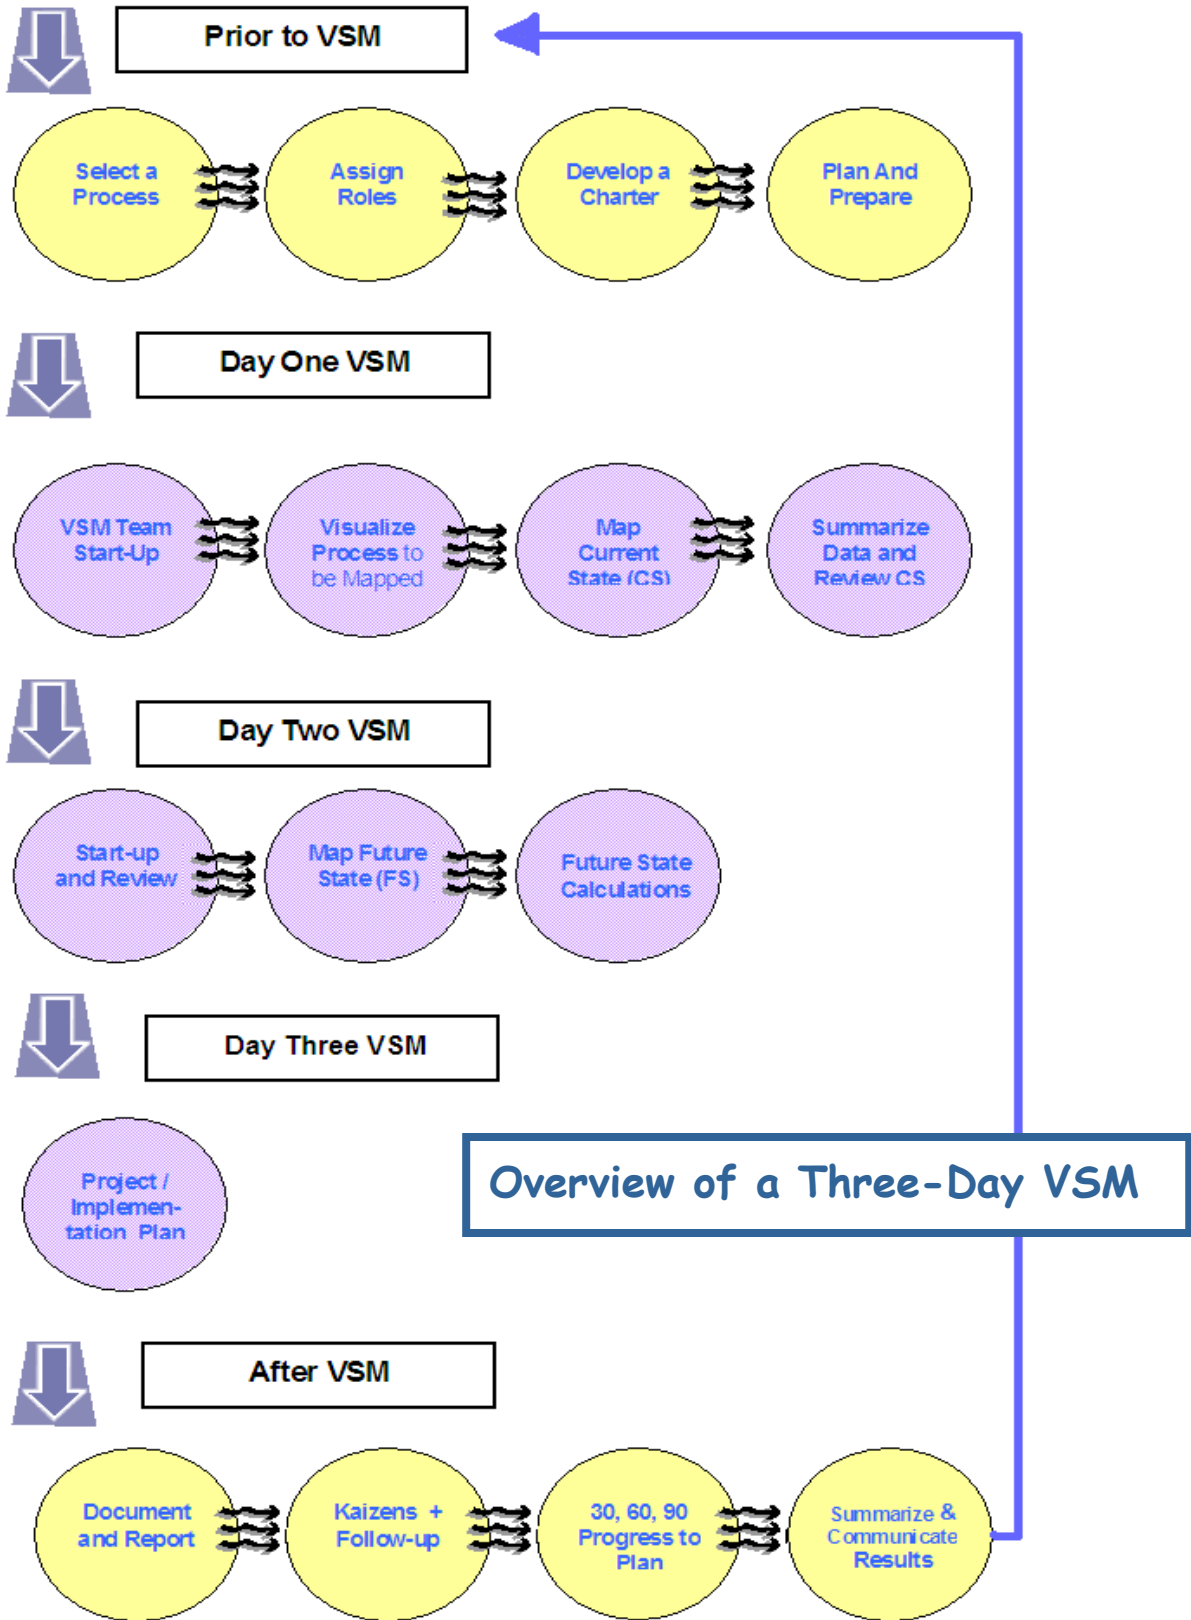 Prior to VSM
Select a
Process
Assign
Roles
Develop a
Charter
Plan And
Prepare
Day One VSM
VSM Team
Start-Up
Visualize
Process to
be Mapped
Map
Current
State (CS)
Summarize
Data and
Review CS
Day Two VSM
Start-up
and Review
Map Future
State (FS)
Future State
Calculations
Day Three VSM
Project /
Implemen-
tation Plan
Overview of a Three-Day VSM
After VSM
Document
and Report
Kaizens +
Follow-up
30, 60, 90
Progress to
Plan
Summarize &
Communicate
Results